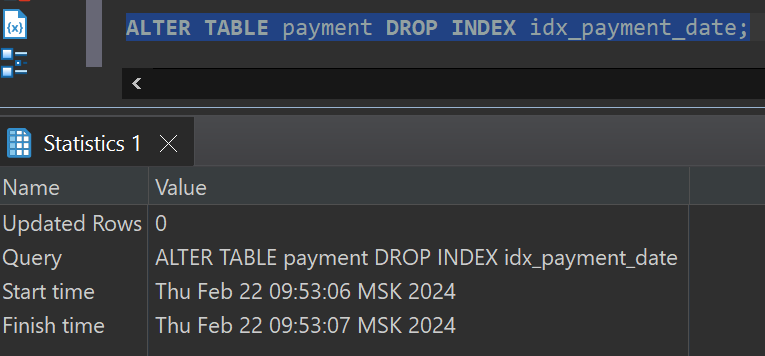 ALTER TABLE payment DROP INDEX idx_payment_date;
Statistics 1
Name Value
Updated Rows 0
Query ALTER TABLE payment DROP INDEX idx_payment_date
Start time Thu Feb 22 09:53:06 MSK 2024
Finish time Thu Feb 22 09:53:07 MSK 2024